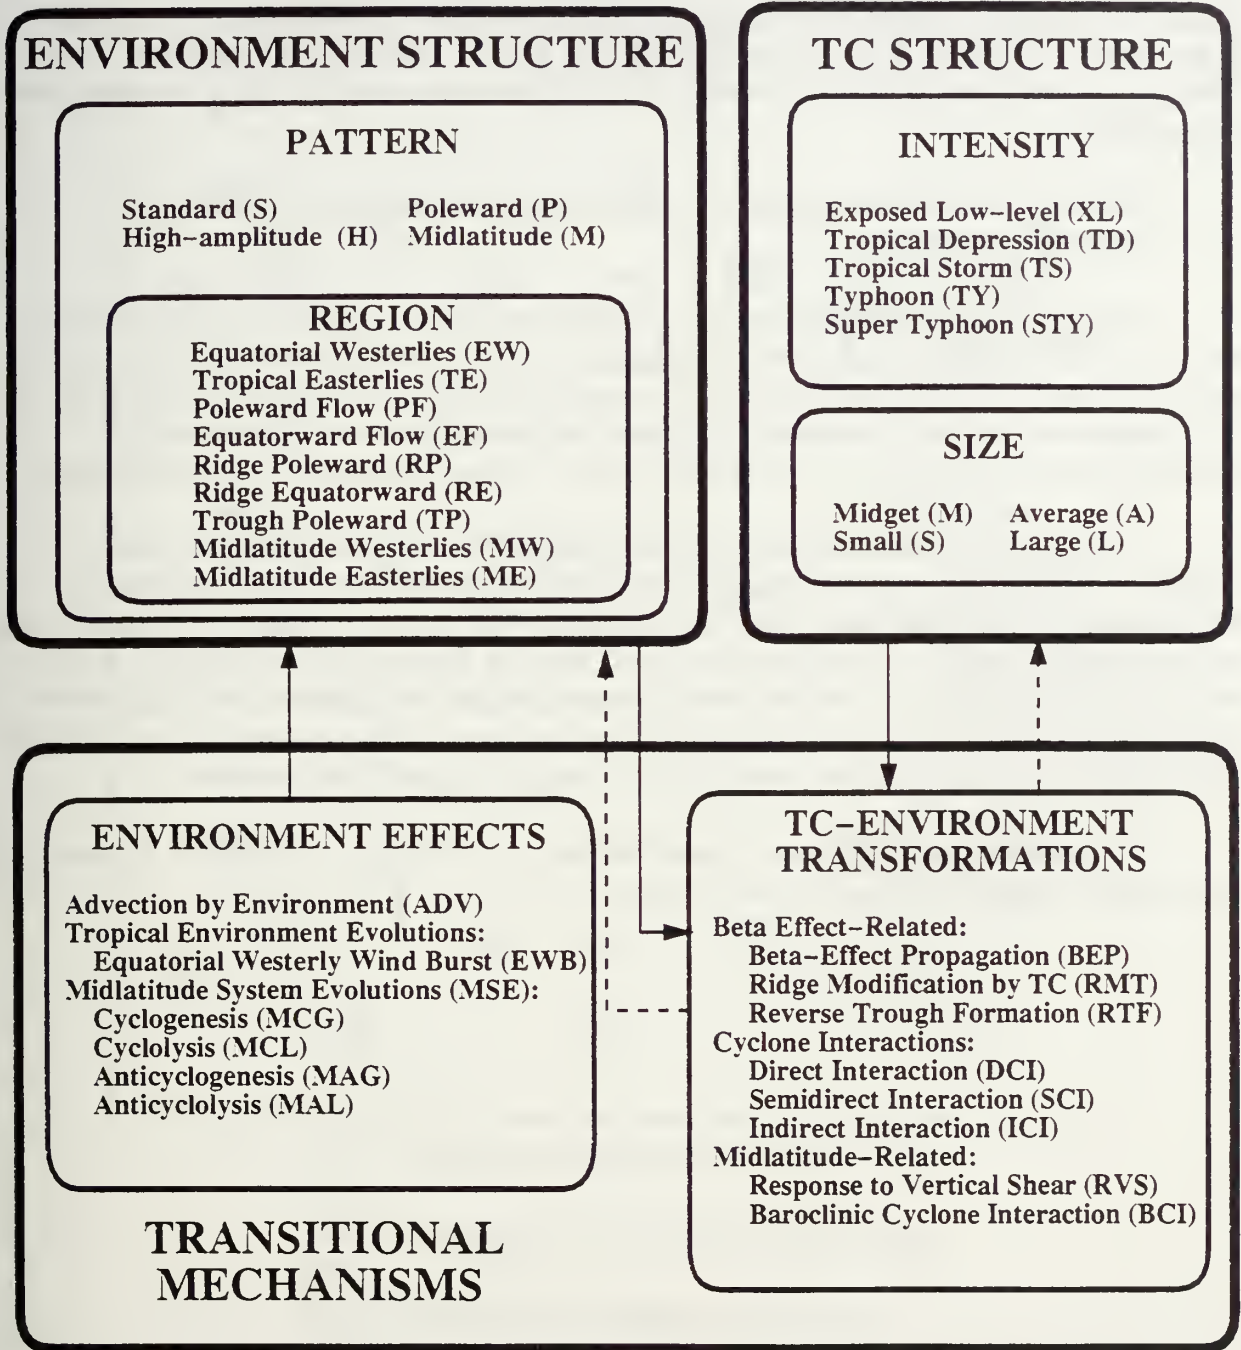 ENVIRONMENT STRUCTURE
PATTERN
Standard (S) Poleward (P)
High-amplitude (H) Midlatitude (M)
REGION
Equatorial Westerlies (EW)
Tropical Easterlies (TE)
Poleward Flow (PF)
Equatorward Flow (EF)
Ridge Poleward (RP)
Ridge Equatorward (RE)
Trough Poleward (TP)
Midlatitude Westerlies (MW)
Midlatitude Easterlies (ME)
TC STRUCTURE
INTENSITY
Exposed Low-level (XL)
Tropical Depression (TD)
Tropical Storm (TS)
Typhoon (TY)
Super Typhoon (STY)
SIZE
Midget (M) Average (A)
Small (S) Large (L)
ENVIRONMENT EFFECTS
Advection by Environment (ADV)
Tropical Environment Evolutions:
Equatorial Westerly Wind Burst (EWB)
Midlatitude System Evolutions (MSE):
Cyclogenesis (MCG)
Cyclolysis (MCL)
Anticyclogenesis (MAG)
Anticyclolysis (MAL)
TC-ENVIRONMENT
TRANSFORMATIONS
Beta Effect-Related:
Beta-Effect Propagation (BEP)
Ridge Modification by TC (RMT)
Reverse Trough Formation (RTF)
Cyclone Interactions:
Direct Interaction (DCI)
Semidirect Interaction (SCI)
Indirect Interaction (ICI)
Midlatitude-Related:
Response to Vertical Shear (RVS)
Baroclinic Cyclone Interaction (BCI)
TRANSITIONAL
MECHANISMS